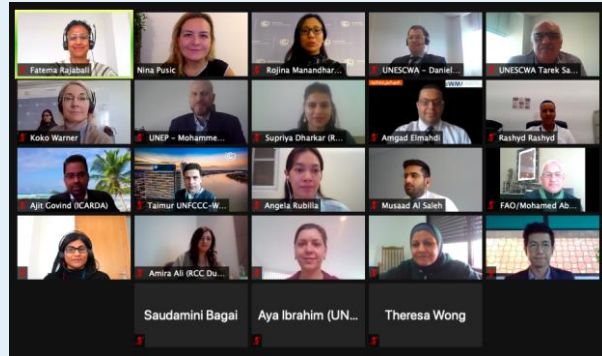 Fatema Rajaball
Nina Pusic
Rojina Manandhar...
UNESCWA - Daniel...
UNESCWA Tarek Sa...
Koko Warner
UNEP - Mohamme...
Supriya Dharkar (R...
Amgad Elmahdi
Rashyd Rashyd
Ajit Govind (ICARDA)
Taimur UNFCCC-W...
Angela Rubilla
Musaad Al Saleh
FAO/Mohamed Ab...
Amira Ali (RCC Du...
Saudamini Bagai
Aya Ibrahim (UN...
Theresa Wong